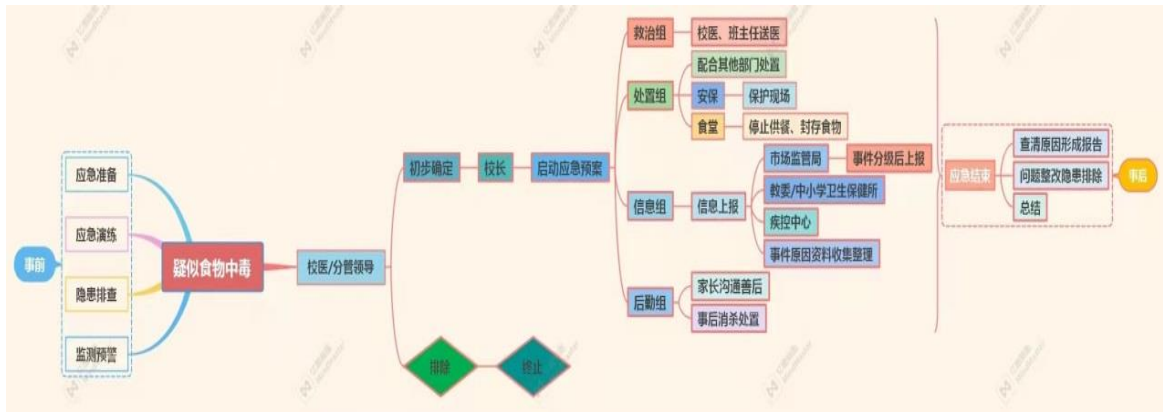 事前
应急准备
应急演练
隐患排查
监测预警
疑似食物中毒
校医/分管领导
初步确定
校长
启动应急预案
救治组
校医、班主任送医
处置组
配合其他部门处置
安保
保护现场
食堂
停止供餐、封存食物
信息组
信息上报
市场监管局
事件分级后上报
教委/中小学卫生保健所
疾控中心
事件原因资料收集整理
后勤组
家长沟通善后
事后消杀处置
排除
终止
应急结束
查清原因形成报告
问题整改隐患排除
总结
事后